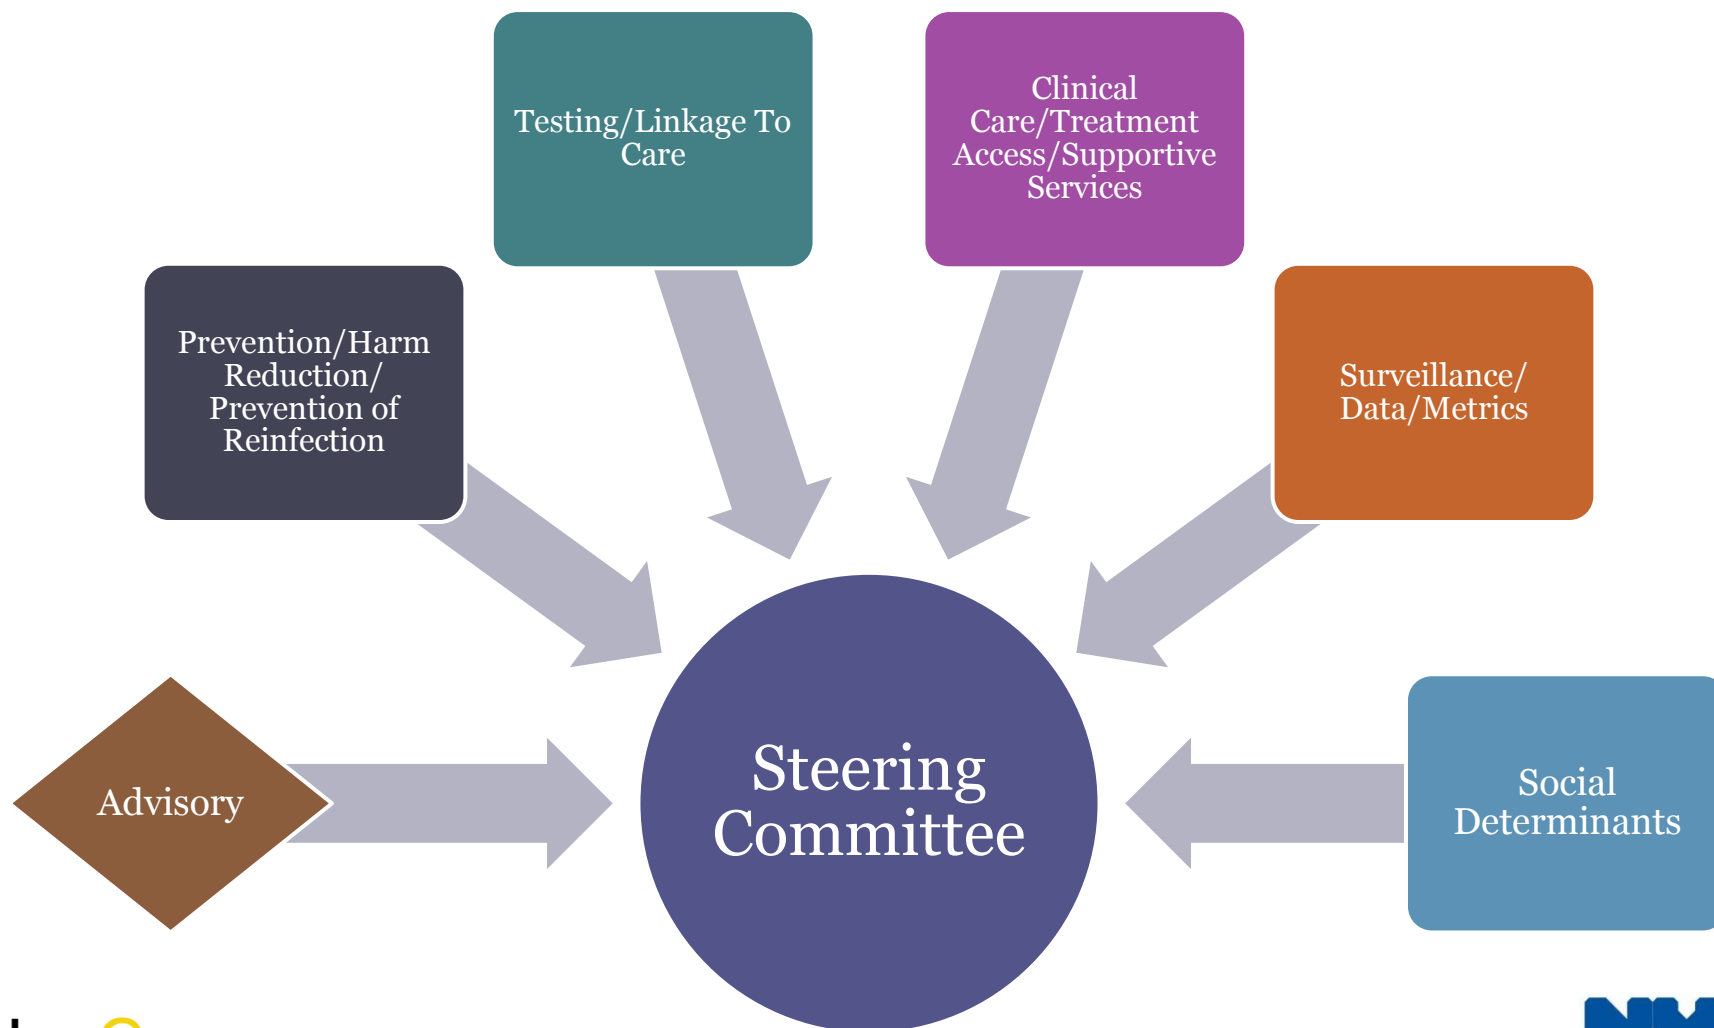 Testing/Linkage To
Care
Clinical
Care/Treatment
Access/Supportive
Services
Prevention/Harm
Reduction/
Prevention of
Reinfection
Surveillance/
Data/Metrics
Advisory
Steering
Committee
Social
Determinants